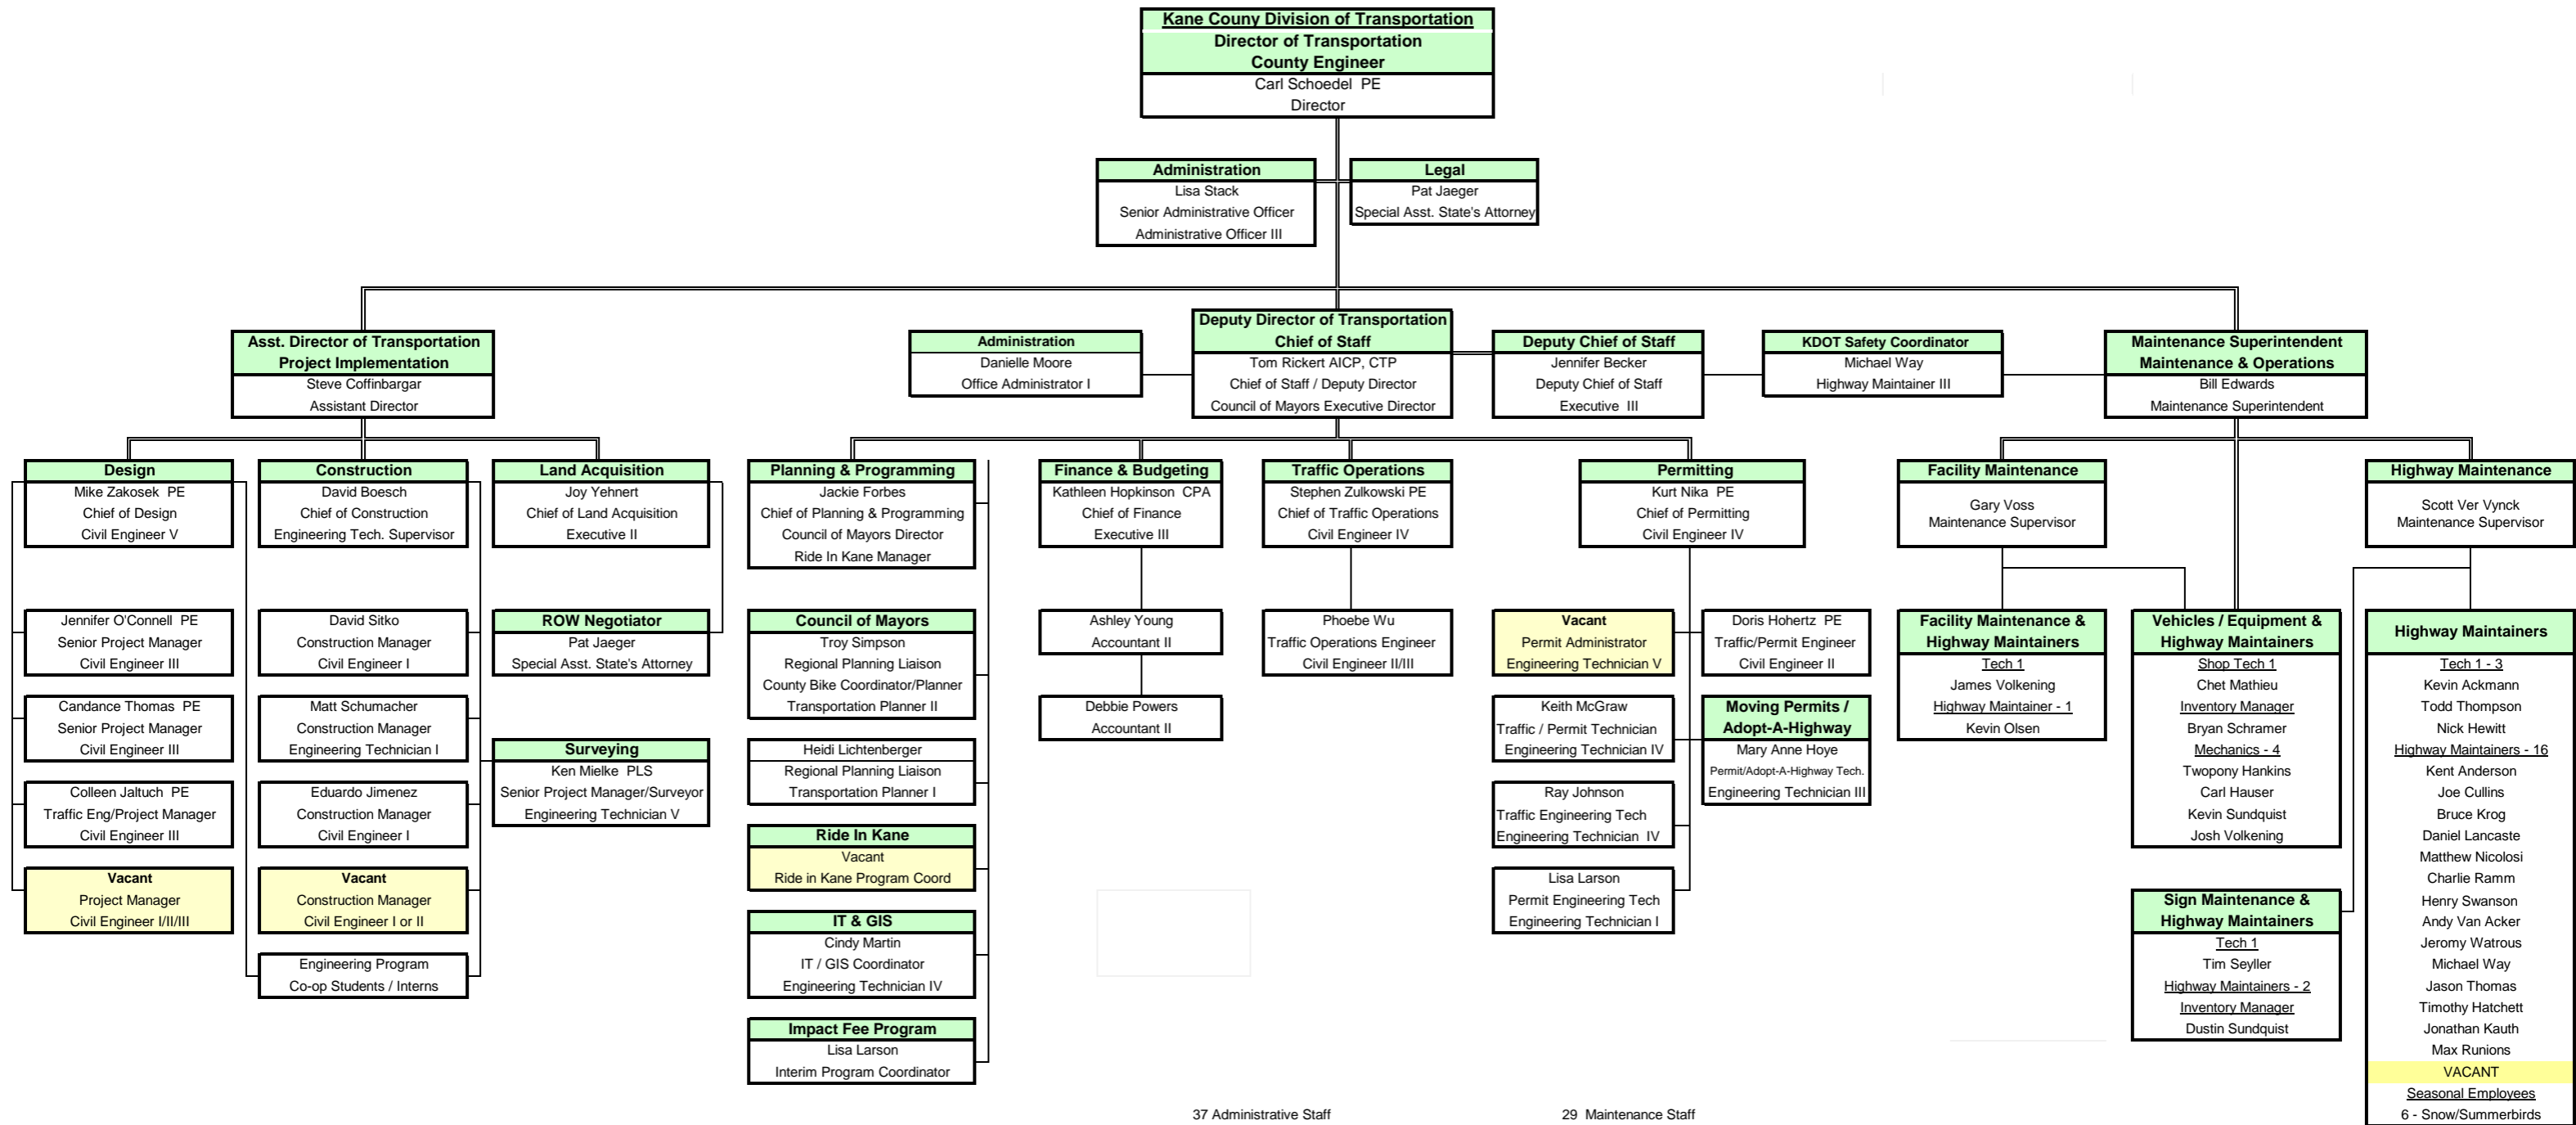 Kane Couny Division of Transportation
Director of Transportation
County Engineer
Carl Schoedel PE
Director
Administration
Lisa Stack
Senior Administrative Officer
Administrative Officer III
Legal
Pat Jaeger
Special Asst. State's Attorney
Asst. Director of Transportation
Project Implementation
Steve Coffinbargar
Assistant Director
Administration
Danielle Moore
Office Administrator I
Deputy Director of Transportation
Chief of Staff
Tom Rickert AICP, CTP
Chief of Staff / Deputy Director
Council of Mayors Executive Director
Deputy Chief of Staff
Jennifer Becker
Deputy Chief of Staff
Executive III
KDOT Safety Coordinator
Michael Way
Highway Maintainer III
Maintenance Superintendent
Maintenance & Operations
Bill Edwards
Maintenance Superintendent
Design
Mike Zakosek PE
Chief of Design
Civil Engineer V
Jennifer O'Connell PE
Senior Project Manager
Civil Engineer III
Candance Thomas PE
Senior Project Manager
Civil Engineer III
Colleen Jaltuch PE
Traffic Eng/Project Manager
Civil Engineer III
Vacant
Project Manager
Civil Engineer I/II/III
Construction
David Boesch
Chief of Construction
Engineering Tech. Supervisor
David Sitko
Construction Manager
Civil Engineer I
Matt Schumacher
Construction Manager
Engineering Technician I
Eduardo Jimenez
Construction Manager
Civil Engineer I
Vacant
Construction Manager
Civil Engineer I or II
Engineering Program
Co-op Students / Interns
Land Acquisition
Joy Yehnert
Chief of Land Acquisition
Executive II
ROW Negotiator
Pat Jaeger
Special Asst. State's Attorney
Surveying
Ken Mielke PLS
Senior Project Manager/Surveyor
Engineering Technician V
Planning & Programming
Jackie Forbes
Chief of Planning & Programming
Council of Mayors Director
Ride In Kane Manager
Council of Mayors
Troy Simpson
Regional Planning Liaison
County Bike Coordinator/Planner
Transportation Planner II
Heidi Lichtenberger
Regional Planning Liaison
Transportation Planner I
Ride In Kane
Vacant
Ride in Kane Program Coord
IT & GIS
Cindy Martin
IT / GIS Coordinator
Engineering Technician IV
Impact Fee Program
Lisa Larson
Interim Program Coordinator
Finance & Budgeting
Kathleen Hopkinson CPA
Chief of Finance
Executive III
Ashley Young
Accountant II
Debbie Powers
Accountant II
Traffic Operations
Stephen Zulkowski PE
Chief of Traffic Operations
Civil Engineer IV
Phoebe Wu
Traffic Operations Engineer
Civil Engineer II/III
Permitting
Kurt Nika PE
Chief of Permitting
Civil Engineer IV
Vacant
Permit Administrator
Engineering Technician V
Doris Hohertz PE
Traffic/Permit Engineer
Civil Engineer II
Keith McGraw
Traffic / Permit Technician
Engineering Technician IV
Moving Permits /
Adopt-A-Highway
Mary Anne Hoye
Permit/Adopt-A-Highway Tech.
Engineering Technician III
Ray Johnson
Traffic Engineering Tech
Engineering Technician IV
Lisa Larson
Permit Engineering Tech
Engineering Technician I
Facility Maintenance
Gary Voss
Maintenance Supervisor
Facility Maintenance &
Highway Maintainers
Tech 1
James Volkening
Highway Maintainer - 1
Kevin Olsen
Vehicles / Equipment &
Highway Maintainers
Shop Tech 1
Chet Mathieu
Inventory Manager
Bryan Schramer
Mechanics - 4
Twopony Hankins
Carl Hauser
Kevin Sundquist
Josh Volkening
Sign Maintenance &
Highway Maintainers
Tech 1
Tim Seyller
Highway Maintainers - 2
Inventory Manager
Dustin Sundquist
Highway Maintenance
Scott Ver Vynck
Maintenance Supervisor
Highway Maintainers
Tech 1 - 3
Kevin Ackmann
Todd Thompson
Nick Hewitt
Highway Maintainers - 16
Kent Anderson
Joe Cullins
Bruce Krog
Daniel Lancaste
Matthew Nicolosi
Charlie Ramm
Henry Swanson
Andy Van Acker
Jeromy Watrous
Michael Way
Jason Thomas
Timothy Hatchett
Jonathan Kauth
Max Runions
VACANT
Seasonal Employees
6 - Snow/Summerbirds
37 Administrative Staff
29 Maintenance Staff